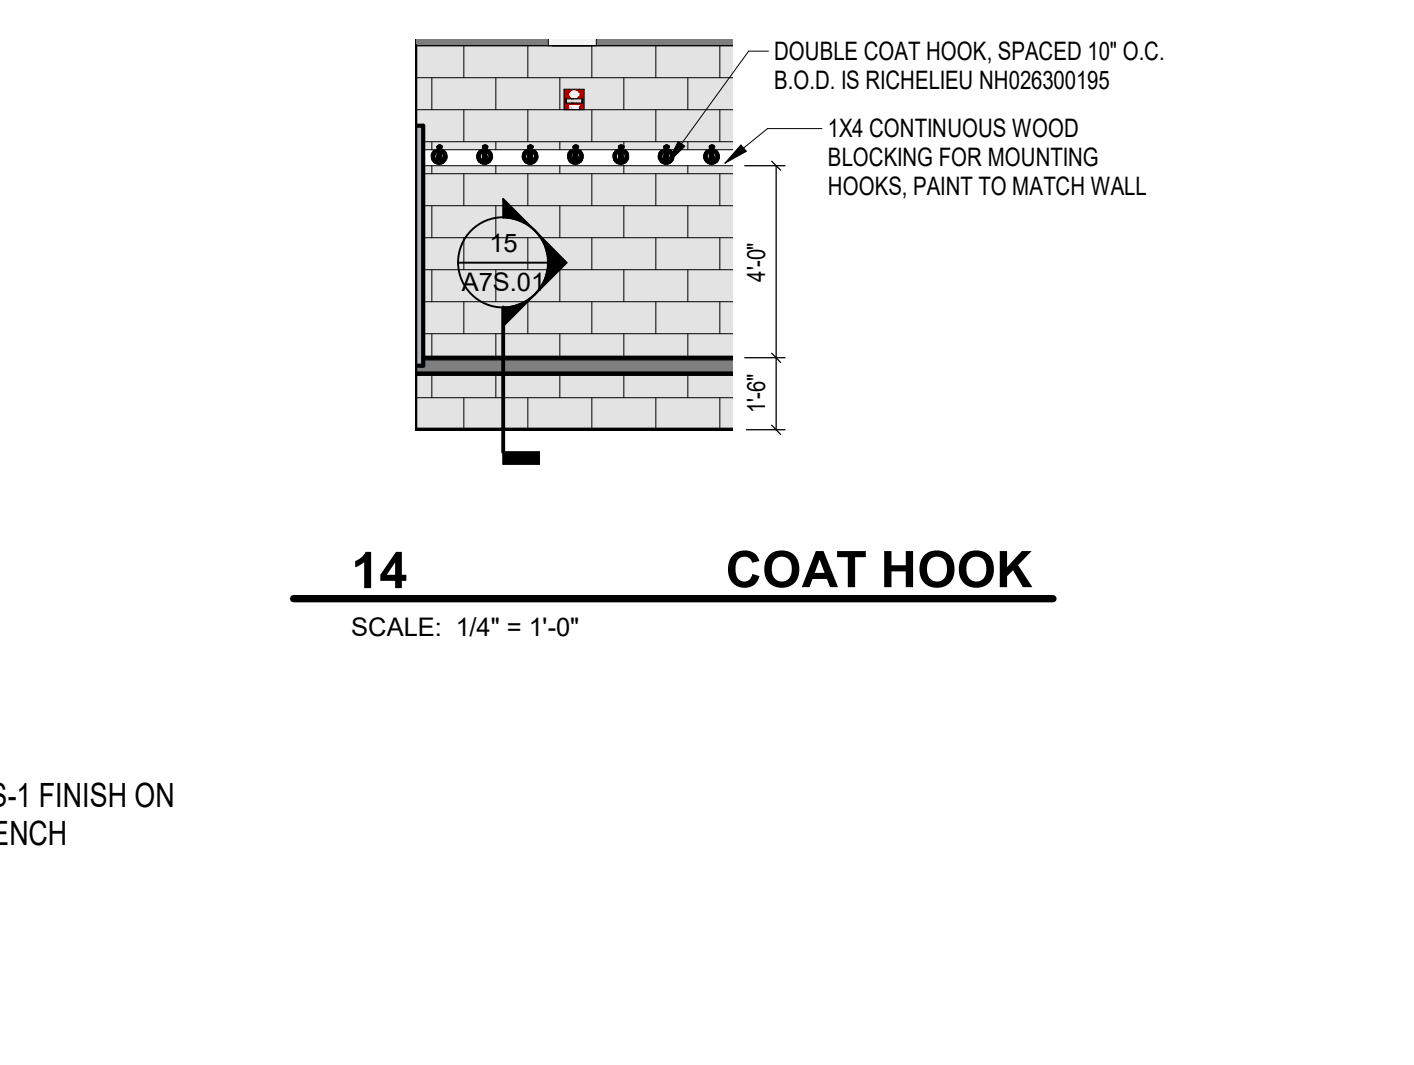 DOUBLE COAT HOOK, SPACED 10" O.C.
B.O.D. IS RICHELIEU NH026300195
1X4 CONTINUOUS WOOD
BLOCKING FOR MOUNTING
HOOKS, PAINT TO MATCH WALL
15
A7S.01
4'-0"
1'-6"
14 COAT HOOK
SCALE: 1/4" = 1'-0"
S-1 FINISH ON
ENCH